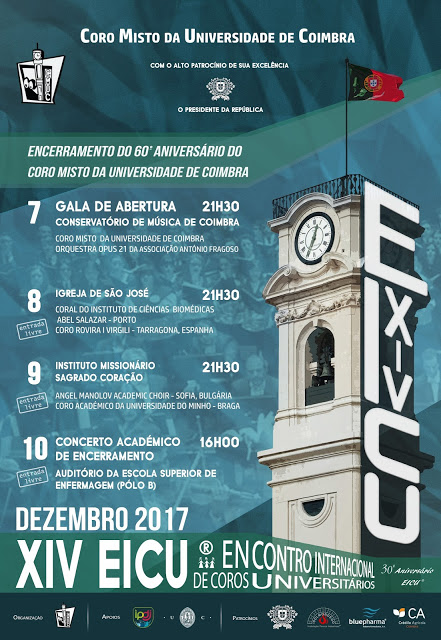 CORO MISTO DA UNIVERSIDADE DE COIMBRA
COM O ALTO PATROCÍNIO DE SUA EXCELÊNCIA
O PRESIDENTE DA REPÚBLICA
ENCERRAMENTO DO 60º ANIVERSÁRIO DO
CORO MISTO DA UNIVERSIDADE DE COIMBRA
7 GALA DE ABERTURA 21H30
CONSERVATÓRIO DE MÚSICA DE COIMBRA
CORO MISTO DA UNIVERSIDADE DE COIMBRA
ORQUESTRA OPUS 21 DA ASSOCIAÇÃO ANTÓNIO FRAGOSO
8 IGREJA DE SÃO JOSÉ 21H30
entrada livre
CORAL DO INSTITUTO DE CIÊNCIAS BIOMÉDICAS
ABEL SALAZAR - PORTO
CORO ROVIRA I VIRGILI - TARRAGONA, ESPANHA
9 INSTITUTO MISSIONÁRIO 21H30
SAGRADO CORAÇÃO
entrada livre
ANGEL MANOLOV ACADEMIC CHOIR - SOFIA, BULGÁRIA
CORO ACADÉMICO DA UNIVERSIDADE DO MINHO - BRAGA
10 CONCERTO ACADÉMICO 16H00
DE ENCERRAMENTO
entrada livre
AUDITÓRIO DA ESCOLA SUPERIOR DE
ENFERMAGEM (PÓLO B)
EICU
XIV
DEZEMBRO 2017
XIV EICU ® ENCONTRO INTERNACIONAL
DE COROS UNIVERSITÁRIOS
30º Aniversário
EICU®
ORGANIZAÇÃO
APOIOS
ipdj
U C
PATROCÍNIOS
bluepharma
CA
Crédito Agrícola